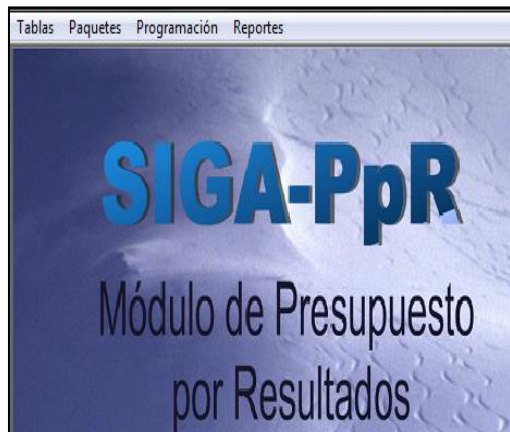 Tablas Paquetes Programación Reportes
SIGA-PpR
Módulo de Presupuesto
por Resultados